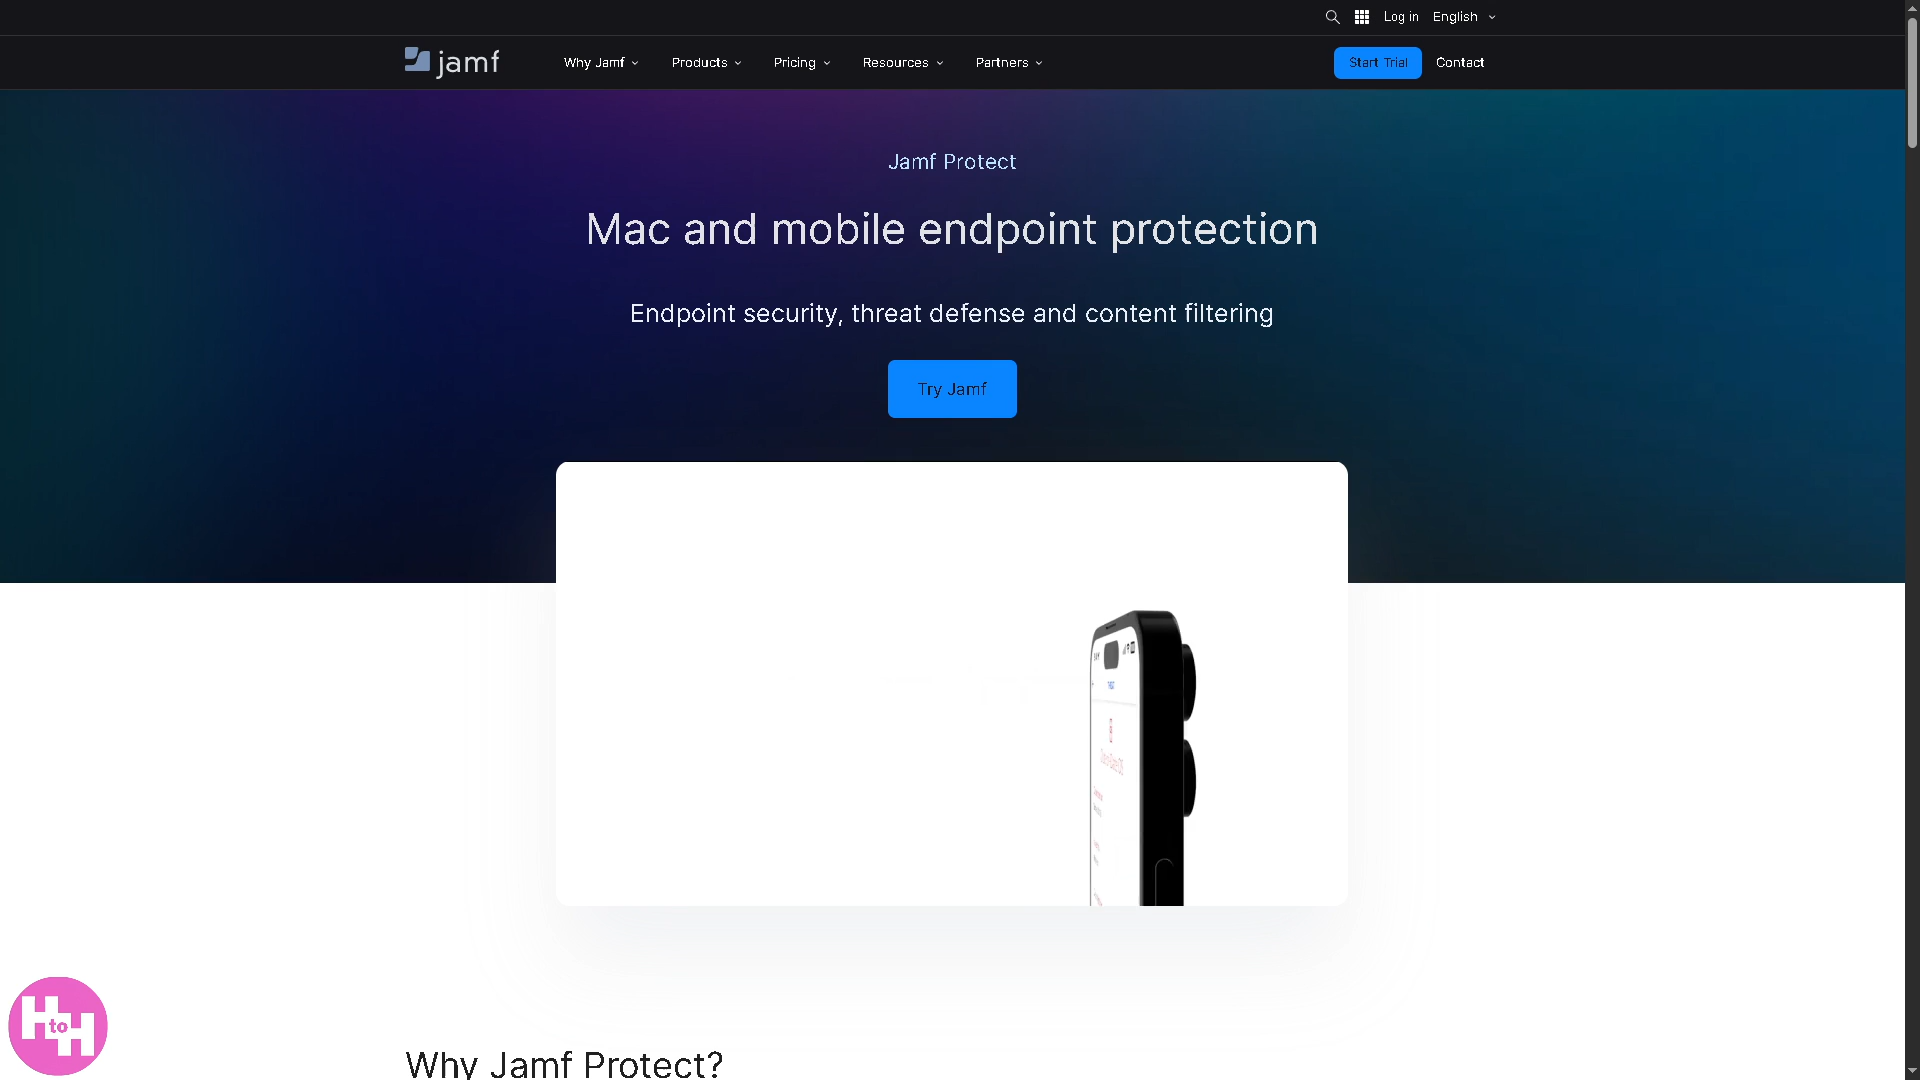 Log in English
jamf Why Jamf Products Pricing Resources Partners Start Trial Contact
Jamf Protect
Mac and mobile endpoint protection
Endpoint security, threat defense and content filtering
Try Jamf
H to H
Why Jamf Protect?